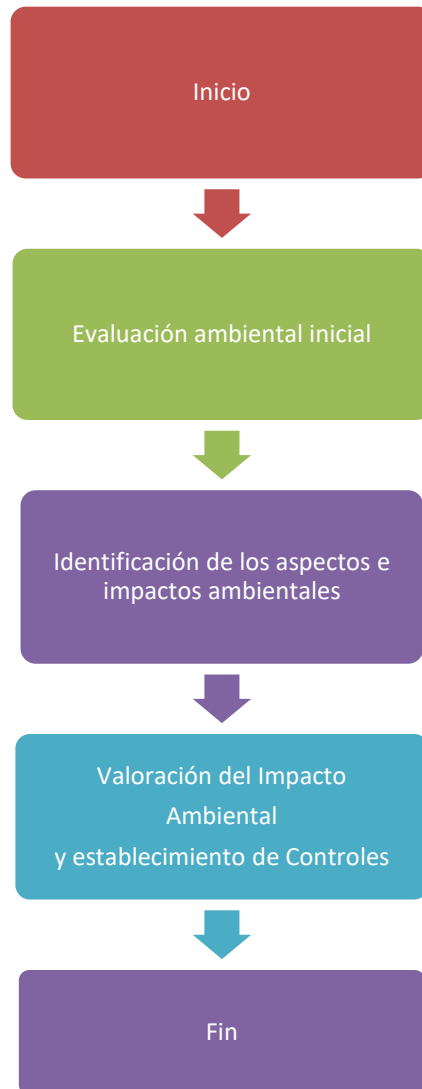 Inicio
Evaluación ambiental inicial
Identificación de los aspectos e
impactos ambientales
Valoración del Impacto
Ambiental
y establecimiento de Controles
Fin